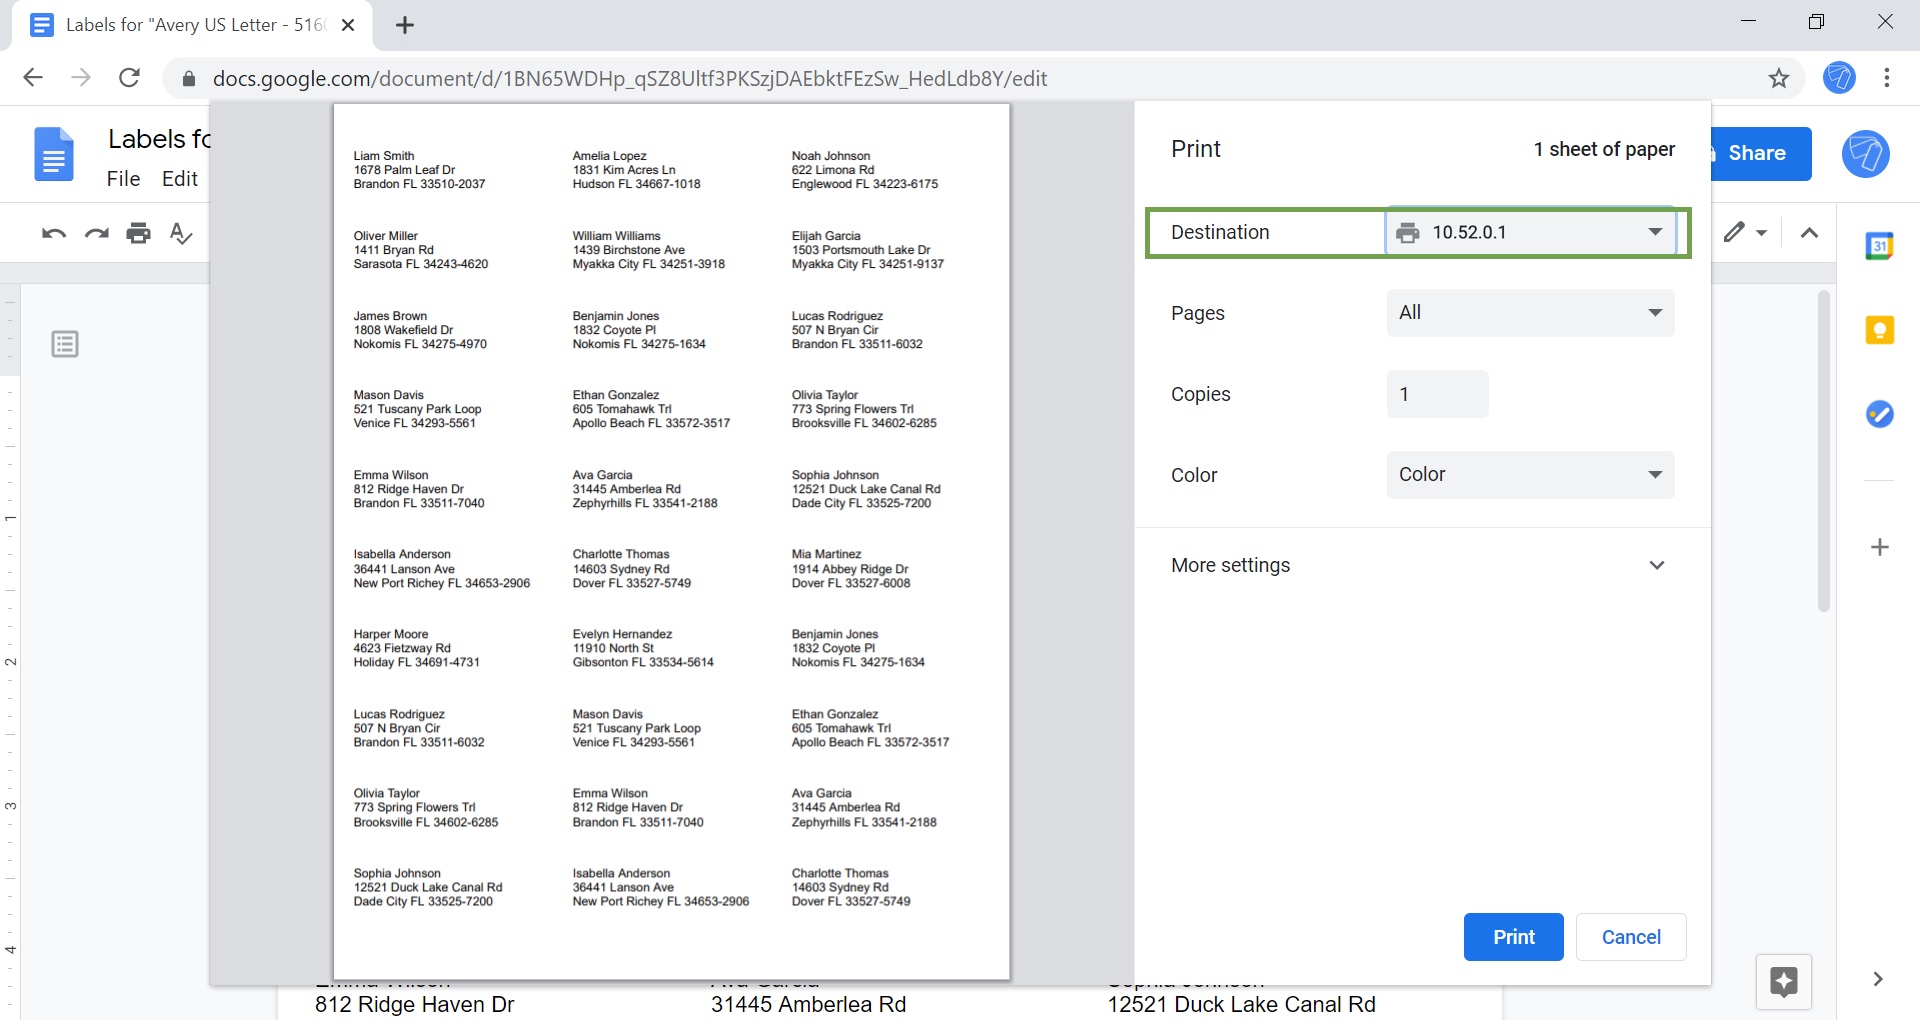 Labels for "Avery US Letter - 516
docs.google.com/document/d/1BN65WDHp_qSZ8Ultf3PKSzjDAEbktFEzSw_HedLdb8Y/edit
Labels fo
File Edit
Share
Liam Smith
1678 Palm Leaf Dr
Brandon FL 33510-2037
Amelia Lopez
1831 Kim Acres Ln
Hudson FL 34667-1018
Noah Johnson
622 Limona Rd
Englewood FL 34223-6175
Oliver Miller
1411 Bryan Rd
Sarasota FL 34243-4620
William Williams
1439 Birchstone Ave
Myakka City FL 34251-3918
Elijah Garcia
1503 Portsmouth Lake Dr
Myakka City FL 34251-9137
James Brown
1808 Wakefield Dr
Nokomis FL 34275-4970
Benjamin Jones
1832 Coyote Pl
Nokomis FL 34275-1634
Lucas Rodriguez
507 N Bryan Cir
Brandon FL 33511-6032
Mason Davis
521 Tuscany Park Loop
Venice FL 34293-5561
Ethan Gonzalez
605 Tomahawk Trl
Apollo Beach FL 33572-3517
Olivia Taylor
773 Spring Flowers Trl
Brooksville FL 34602-6285
Emma Wilson
812 Ridge Haven Dr
Brandon FL 33511-7040
Ava Garcia
31445 Amberlea Rd
Zephyrhills FL 33541-2188
Sophia Johnson
12521 Duck Lake Canal Rd
Dade City FL 33525-7200
Isabella Anderson
36441 Lanson Ave
New Port Richey FL 34653-2906
Charlotte Thomas
14603 Sydney Rd
Dover FL 33527-5749
Mia Martinez
1914 Abbey Ridge Dr
Dover FL 33527-6008
Harper Moore
4623 Fietzway Rd
Holiday FL 34691-4731
Evelyn Hernandez
11910 North St
Gibsonton FL 33534-5614
Benjamin Jones
1832 Coyote Pl
Nokomis FL 34275-1634
Lucas Rodriguez
507 N Bryan Cir
Brandon FL 33511-6032
Mason Davis
521 Tuscany Park Loop
Venice FL 34293-5561
Ethan Gonzalez
605 Tomahawk Trl
Apollo Beach FL 33572-3517
Olivia Taylor
773 Spring Flowers Trl
Brooksville FL 34602-6285
Emma Wilson
812 Ridge Haven Dr
Brandon FL 33511-7040
Ava Garcia
31445 Amberlea Rd
Zephyrhills FL 33541-2188
Sophia Johnson
12521 Duck Lake Canal Rd
Dade City FL 33525-7200
Isabella Anderson
36441 Lanson Ave
New Port Richey FL 34653-2906
Charlotte Thomas
14603 Sydney Rd
Dover FL 33527-5749
Print
1 sheet of paper
Destination
10.52.0.1
Pages
All
Copies
1
Color
Color
More settings
Print
Cancel
31
1
2
3
4
812 Ridge Haven Dr
31445 Amberlea Rd
12521 Duck Lake Canal Rd